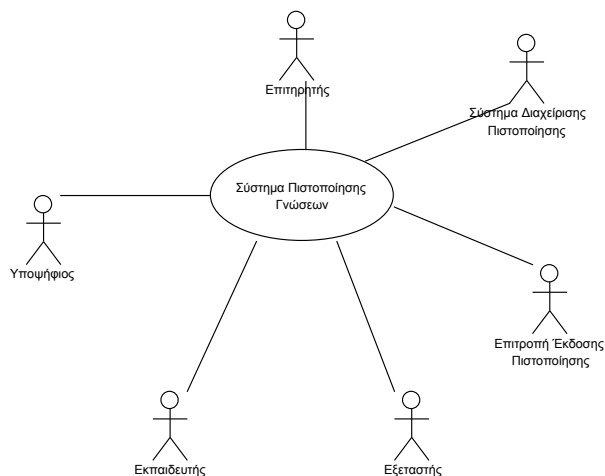 Επιτηρητής
Σύστημα Διαχείρισης
Πιστοποίησης
Σύστημα Πιστοποίησης
Γνώσεων
Υποψήφιος
Επιτροπή Έκδοσης
Πιστοποίησης
Εκπαιδευτής
Εξεταστής